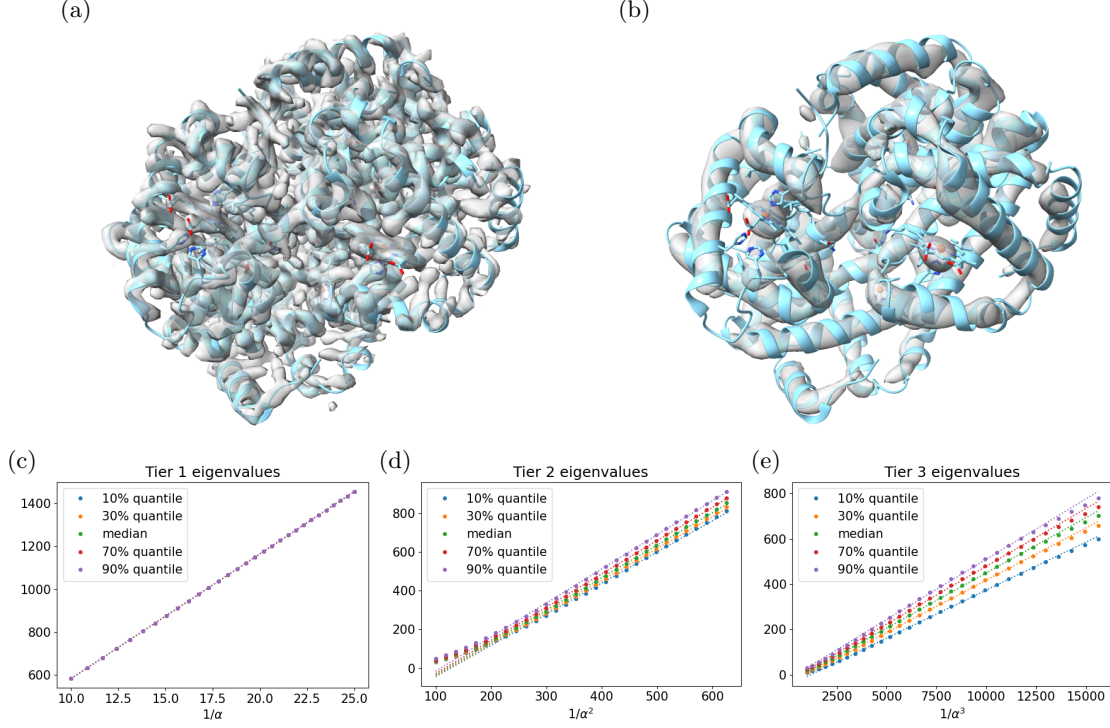 (a)
(b)
(c)
Tier 1 eigenvalues
10% quantile
30% quantile
median
70% quantile
90% quantile
1400
1200
1000
800
600
10.0 12.5 15.0 17.5 20.0 22.5 25.0
1/α
(d)
Tier 2 eigenvalues
10% quantile
30% quantile
median
70% quantile
90% quantile
800
600
400
200
0
100 200 300 400 500 600
1/α²
(e)
Tier 3 eigenvalues
10% quantile
30% quantile
median
70% quantile
90% quantile
800
600
400
200
0
2500 5000 7500 10000 12500 15000
1/α³